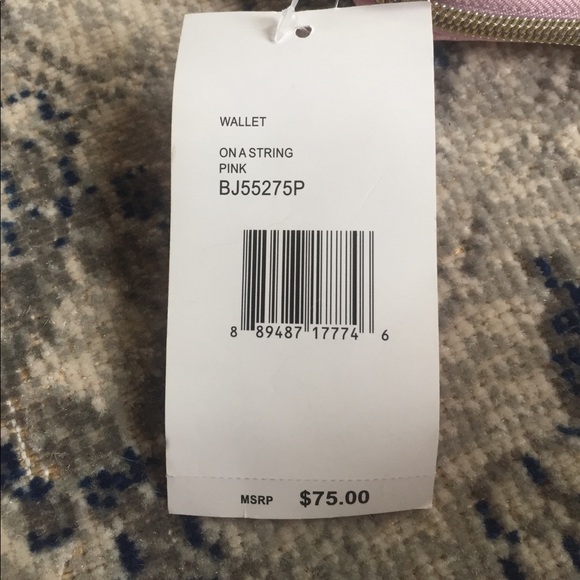 WALLET
ON A STRING
PINK
BJ55275P
8 89487 17774 6
MSRP $75.00